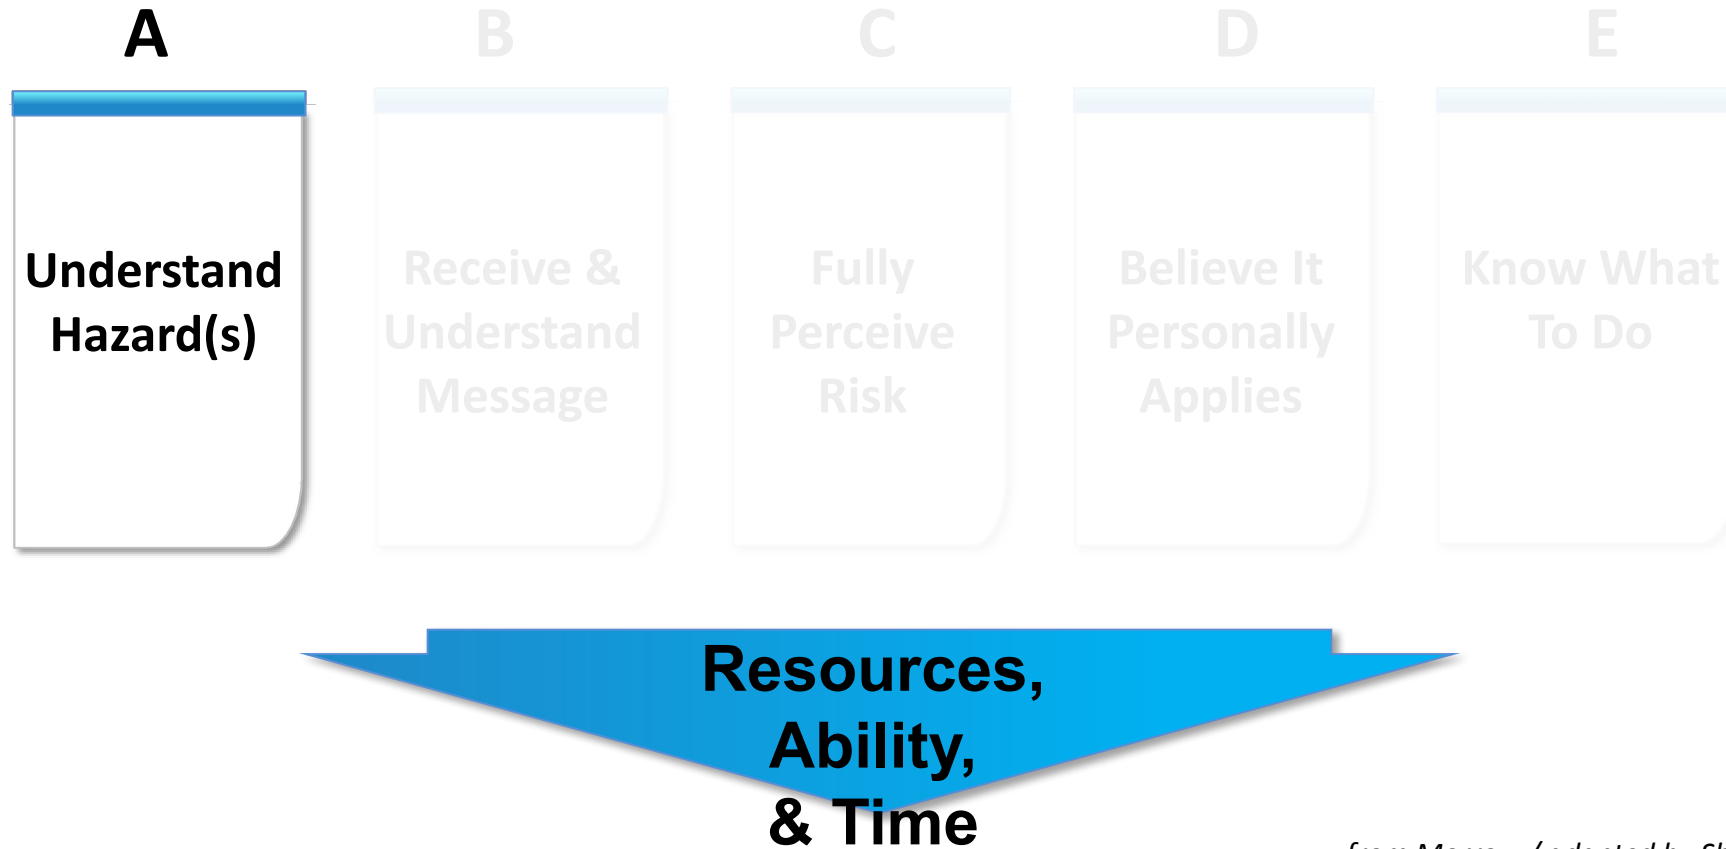 A
B
C
D
E
Understand
Hazard(s)
Receive &
Understand
Message
Fully
Perceive
Risk
Believe It
Personally
Applies
Know What
To Do
Resources,
Ability,
& Time
from